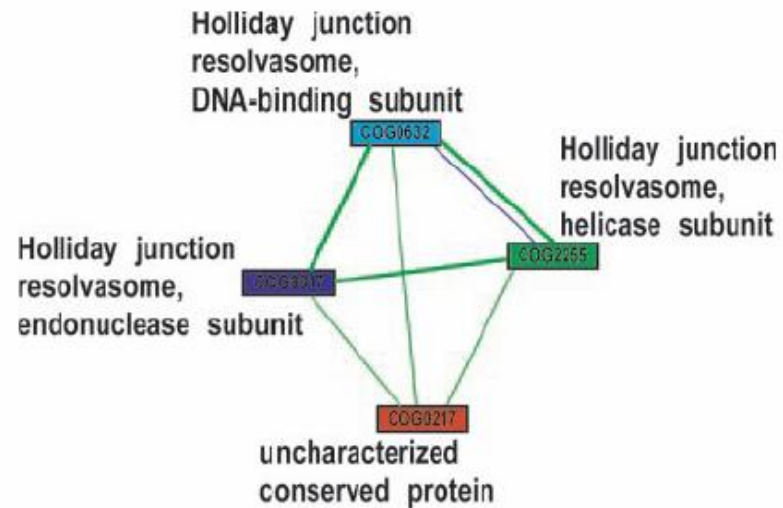 Holliday junction
resolvasome,
DNA-binding subunit
COG0632
Holliday junction
resolvasome,
helicase subunit
COG2255
Holliday junction
resolvasome,
endonuclease subunit
COG0217
uncharacterized
conserved protein